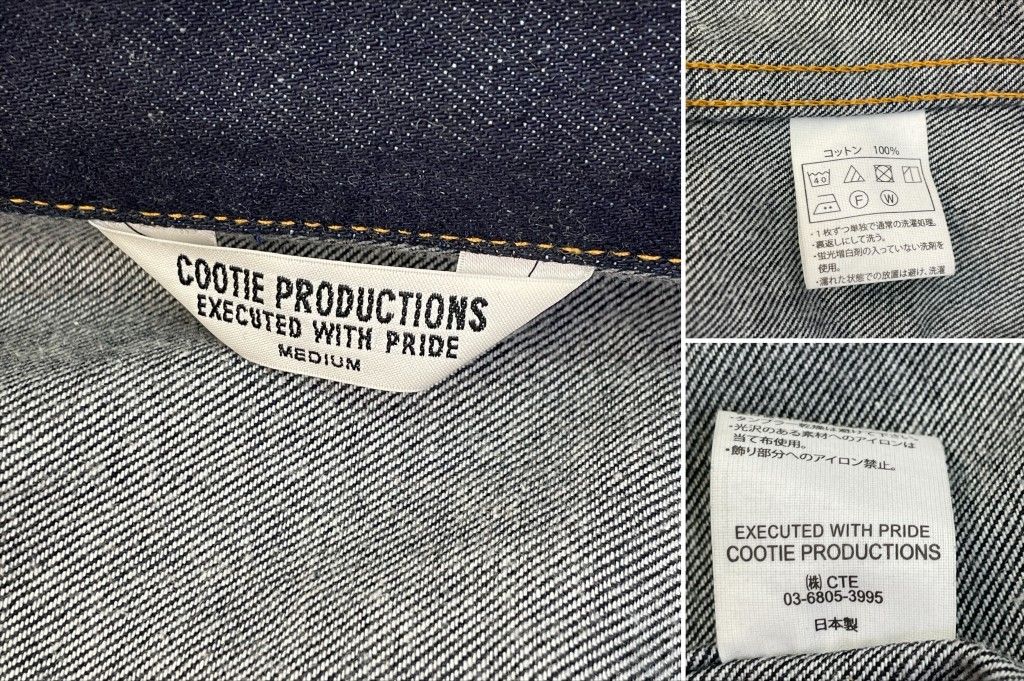 COOTIE PRODUCTIONS
EXECUTED WITH PRIDE
MEDIUM
コットン 100%
40
F W
・1枚ずつ単独で通常の洗濯処理。
・裏返しにして洗う。
・蛍光増白剤の入っていない洗剤を
使用。
・濡れた状態での放置は避け、洗濯
・光沢のある素材へのアイロンは
当て布使用。
・飾り部分へのアイロン禁止。
EXECUTED WITH PRIDE
COOTIE PRODUCTIONS
㈱ CTE
03-6805-3995
日本製